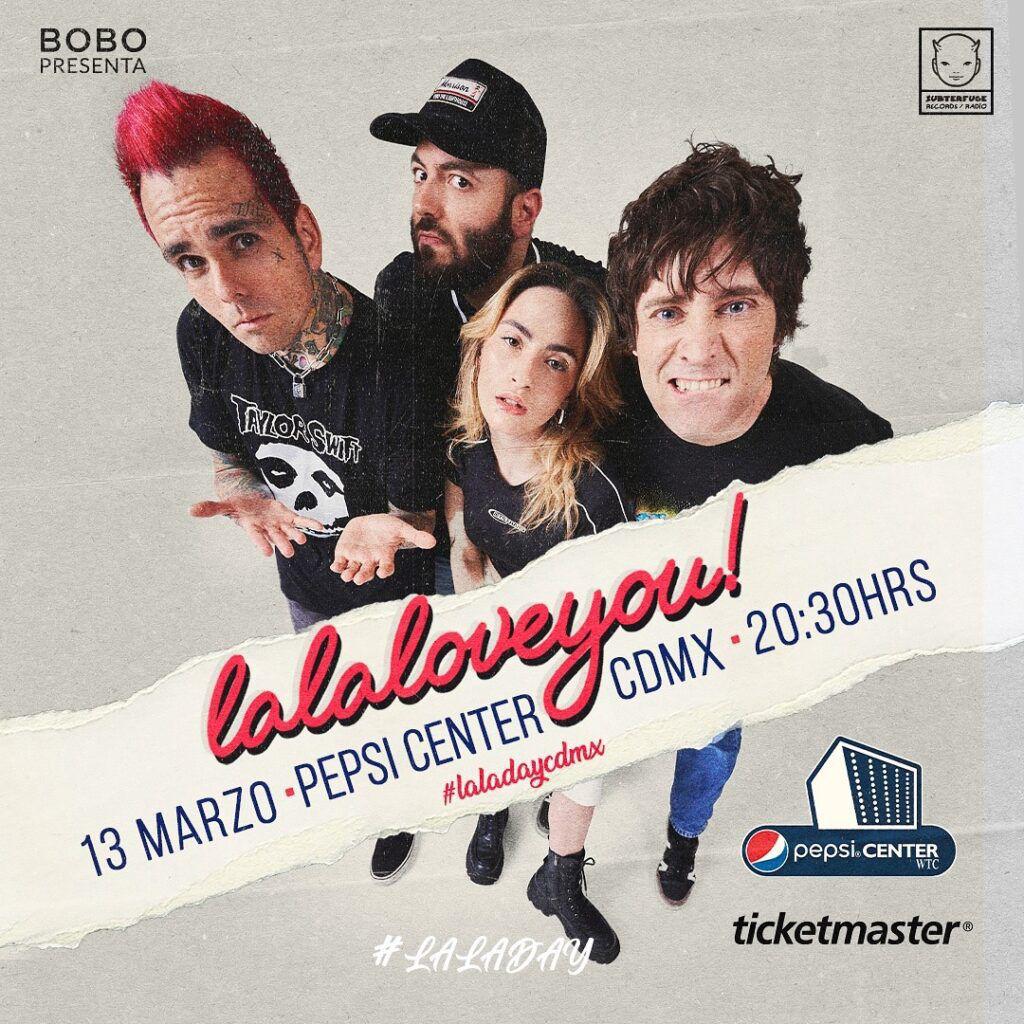 BOBO
PRESENTA
SUBTERFUGE
RECORDS / RADIO
Morrison
TAYLOR SWIFT
lalaloveyou!
13 MARZO · PEPSI CENTER CDMX · 20:30HRS
#laladaycdmx
pepsi® CENTER
WTC
ticketmaster®
#LALADAY